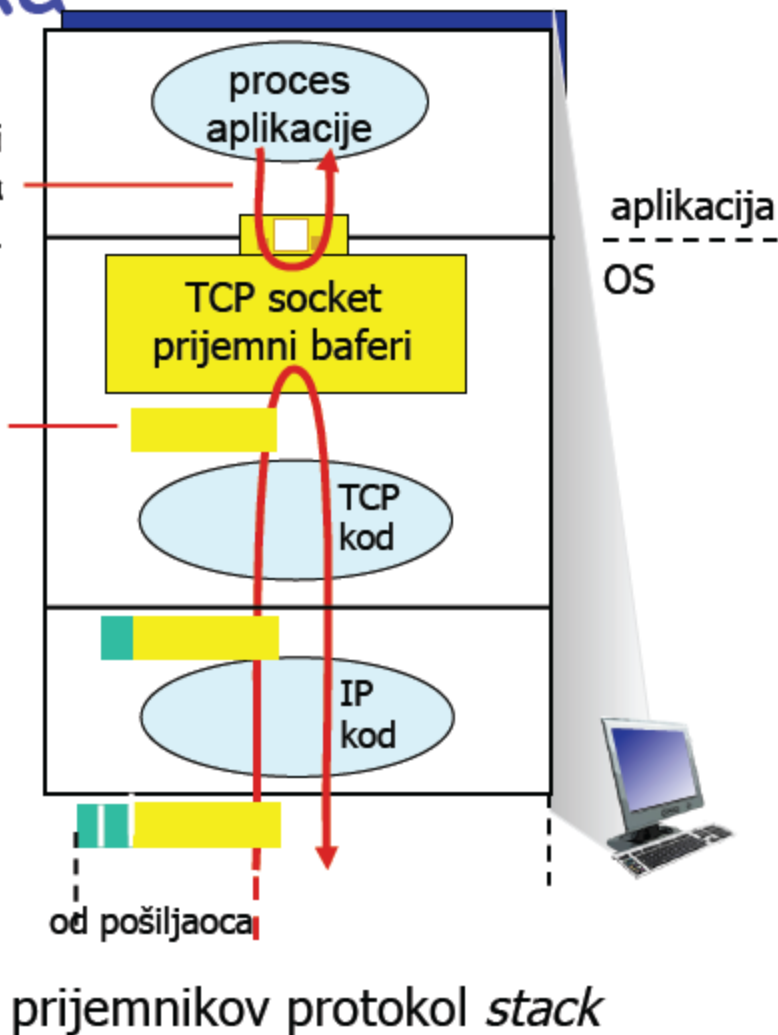 proces
aplikacije
aplikacija
OS
TCP socket
prijemni baferi
TCP
kod
IP
kod
od pošiljaoca
prijemnikov protokol stack